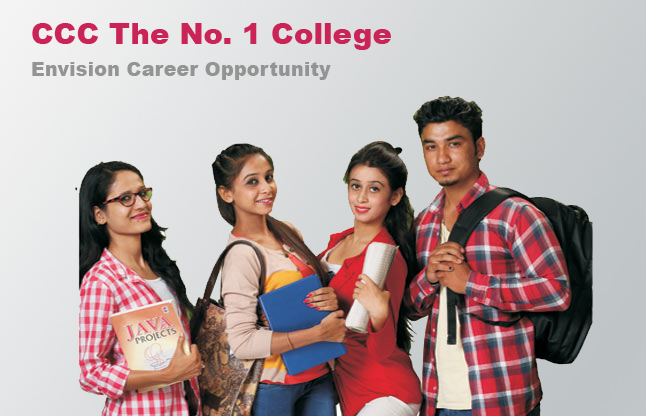 CCC The No. 1 College
Envision Career Opportunity
JAVA
PROJECTS